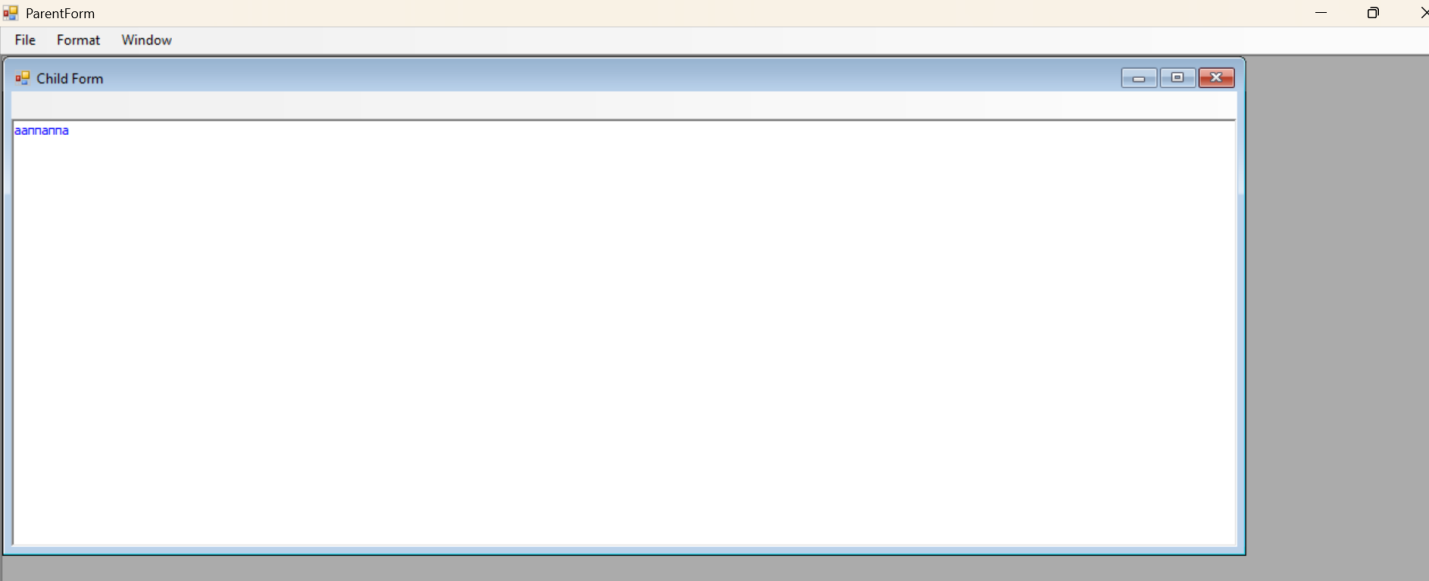 ParentForm
File Format Window
Child Form
aannanna